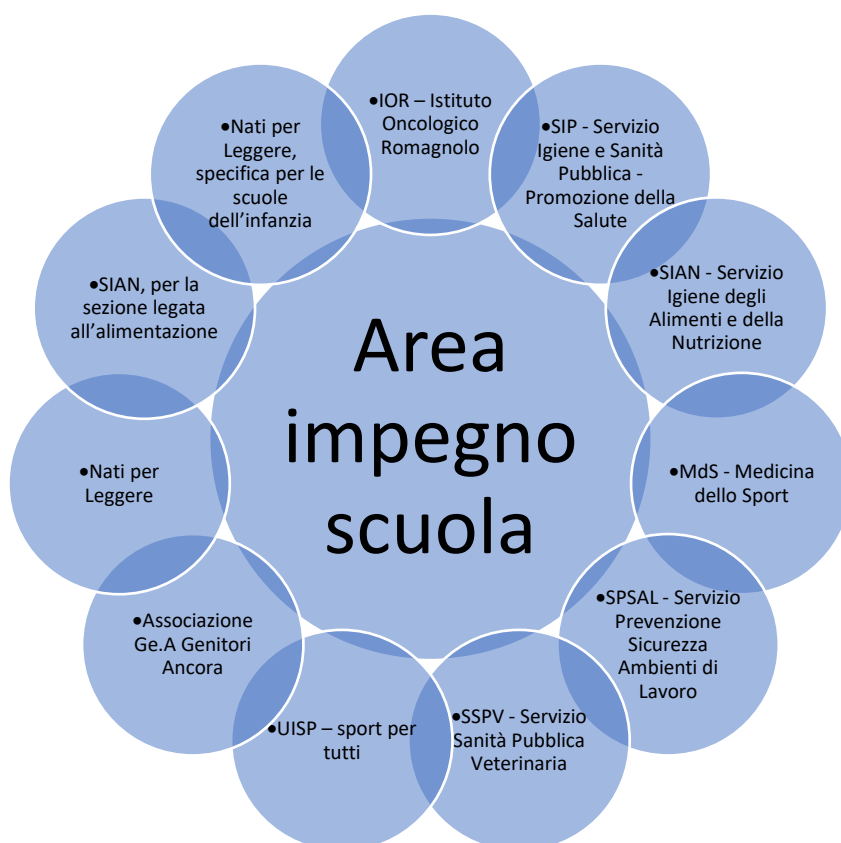 Area
impegno
scuola
•IOR – Istituto
Oncologico
Romagnolo
•SIP - Servizio
Igiene e Sanità
Pubblica -
Promozione della
Salute
•SIAN - Servizio
Igiene degli
Alimenti e della
Nutrizione
•MdS - Medicina
dello Sport
•SPSAL - Servizio
Prevenzione
Sicurezza
Ambienti di
Lavoro
•SSPV - Servizio
Sanità Pubblica
Veterinaria
•UISP – sport per
tutti
•Associazione
Ge.A Genitori
Ancora
•Nati per
Leggere
•SIAN, per la
sezione legata
all’alimentazione
•Nati per
Leggere,
specifica per le
scuole
dell’infanzia